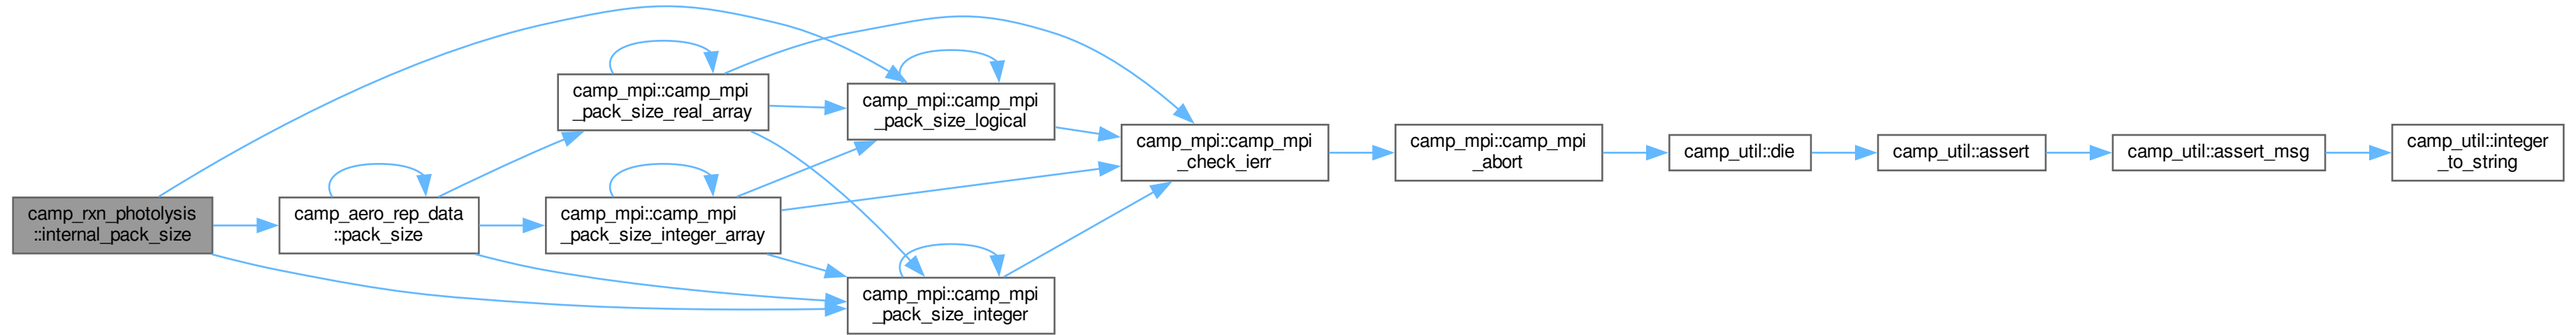 camp_rxn_photolysis
::internal_pack_size
camp_aero_rep_data
::pack_size
camp_mpi::camp_mpi
_pack_size_real_array
camp_mpi::camp_mpi
_pack_size_integer_array
camp_mpi::camp_mpi
_pack_size_logical
camp_mpi::camp_mpi
_pack_size_integer
camp_mpi::camp_mpi
_check_ierr
camp_mpi::camp_mpi
_abort
camp_util::die
camp_util::assert
camp_util::assert_msg
camp_util::integer
_to_string